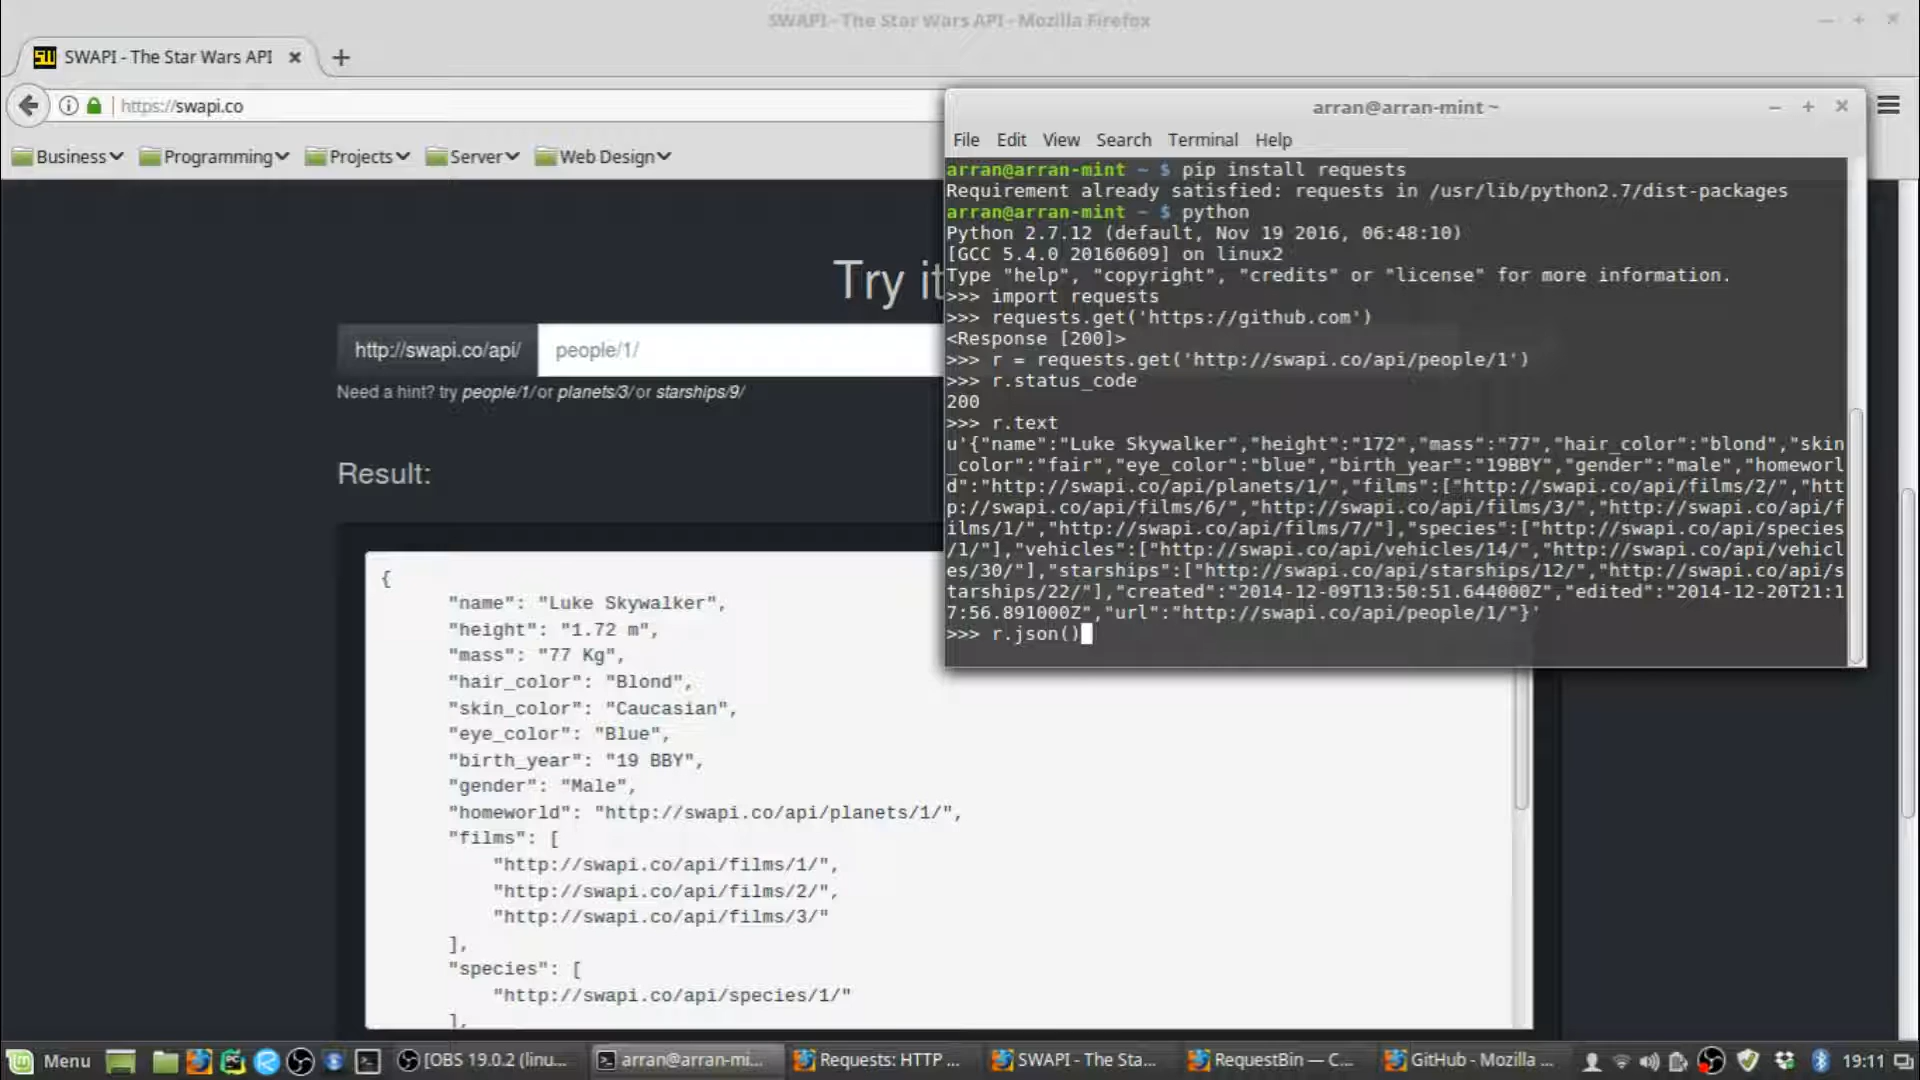 SWAPI - The Star Wars API - Mozilla Firefox
SWAPI - The Star Wars API
https://swapi.co
Business
Programming
Projects
Server
Web Design
Try it
http://swapi.co/api/
people/1/
Need a hint? try people/1/ or planets/3/ or starships/9/
Result:
{
"name": "Luke Skywalker",
"height": "1.72 m",
"mass": "77 Kg",
"hair_color": "Blond",
"skin_color": "Caucasian",
"eye_color": "Blue",
"birth_year": "19 BBY",
"gender": "Male",
"homeworld": "http://swapi.co/api/planets/1/",
"films": [
"http://swapi.co/api/films/1/",
"http://swapi.co/api/films/2/",
"http://swapi.co/api/films/3/"
],
"species": [
"http://swapi.co/api/species/1/"
],
arran@arran-mint ~
File Edit View Search Terminal Help
arran@arran-mint ~ $ pip install requests
Requirement already satisfied: requests in /usr/lib/python2.7/dist-packages
arran@arran-mint ~ $ python
Python 2.7.12 (default, Nov 19 2016, 06:48:10)
[GCC 5.4.0 20160609] on linux2
Type "help", "copyright", "credits" or "license" for more information.
>>> import requests
>>> requests.get('https://github.com')
<Response [200]>
>>> r = requests.get('http://swapi.co/api/people/1')
>>> r.status_code
200
>>> r.text
u'{"name":"Luke Skywalker","height":"172","mass":"77","hair_color":"blond","skin
_color":"fair","eye_color":"blue","birth_year":"19BBY","gender":"male","homeworl
d":"http://swapi.co/api/planets/1/","films":["http://swapi.co/api/films/2/","htt
p://swapi.co/api/films/6/","http://swapi.co/api/films/3/","http://swapi.co/api/f
ilms/1/","http://swapi.co/api/films/7/"],"species":["http://swapi.co/api/species
/1/"],"vehicles":["http://swapi.co/api/vehicles/14/","http://swapi.co/api/vehicl
es/30/"],"starships":["http://swapi.co/api/starships/12/","http://swapi.co/api/s
tarships/22/"],"created":"2014-12-09T13:50:51.644000Z","edited":"2014-12-20T21:1
7:56.891000Z","url":"http://swapi.co/api/people/1/"}'
>>> r.json()
Menu
[OBS 19.0.2 (linu...
arran@arran-mi...
Requests: HTTP ...
SWAPI - The Sta...
RequestBin — C...
GitHub - Mozilla ...
19:11